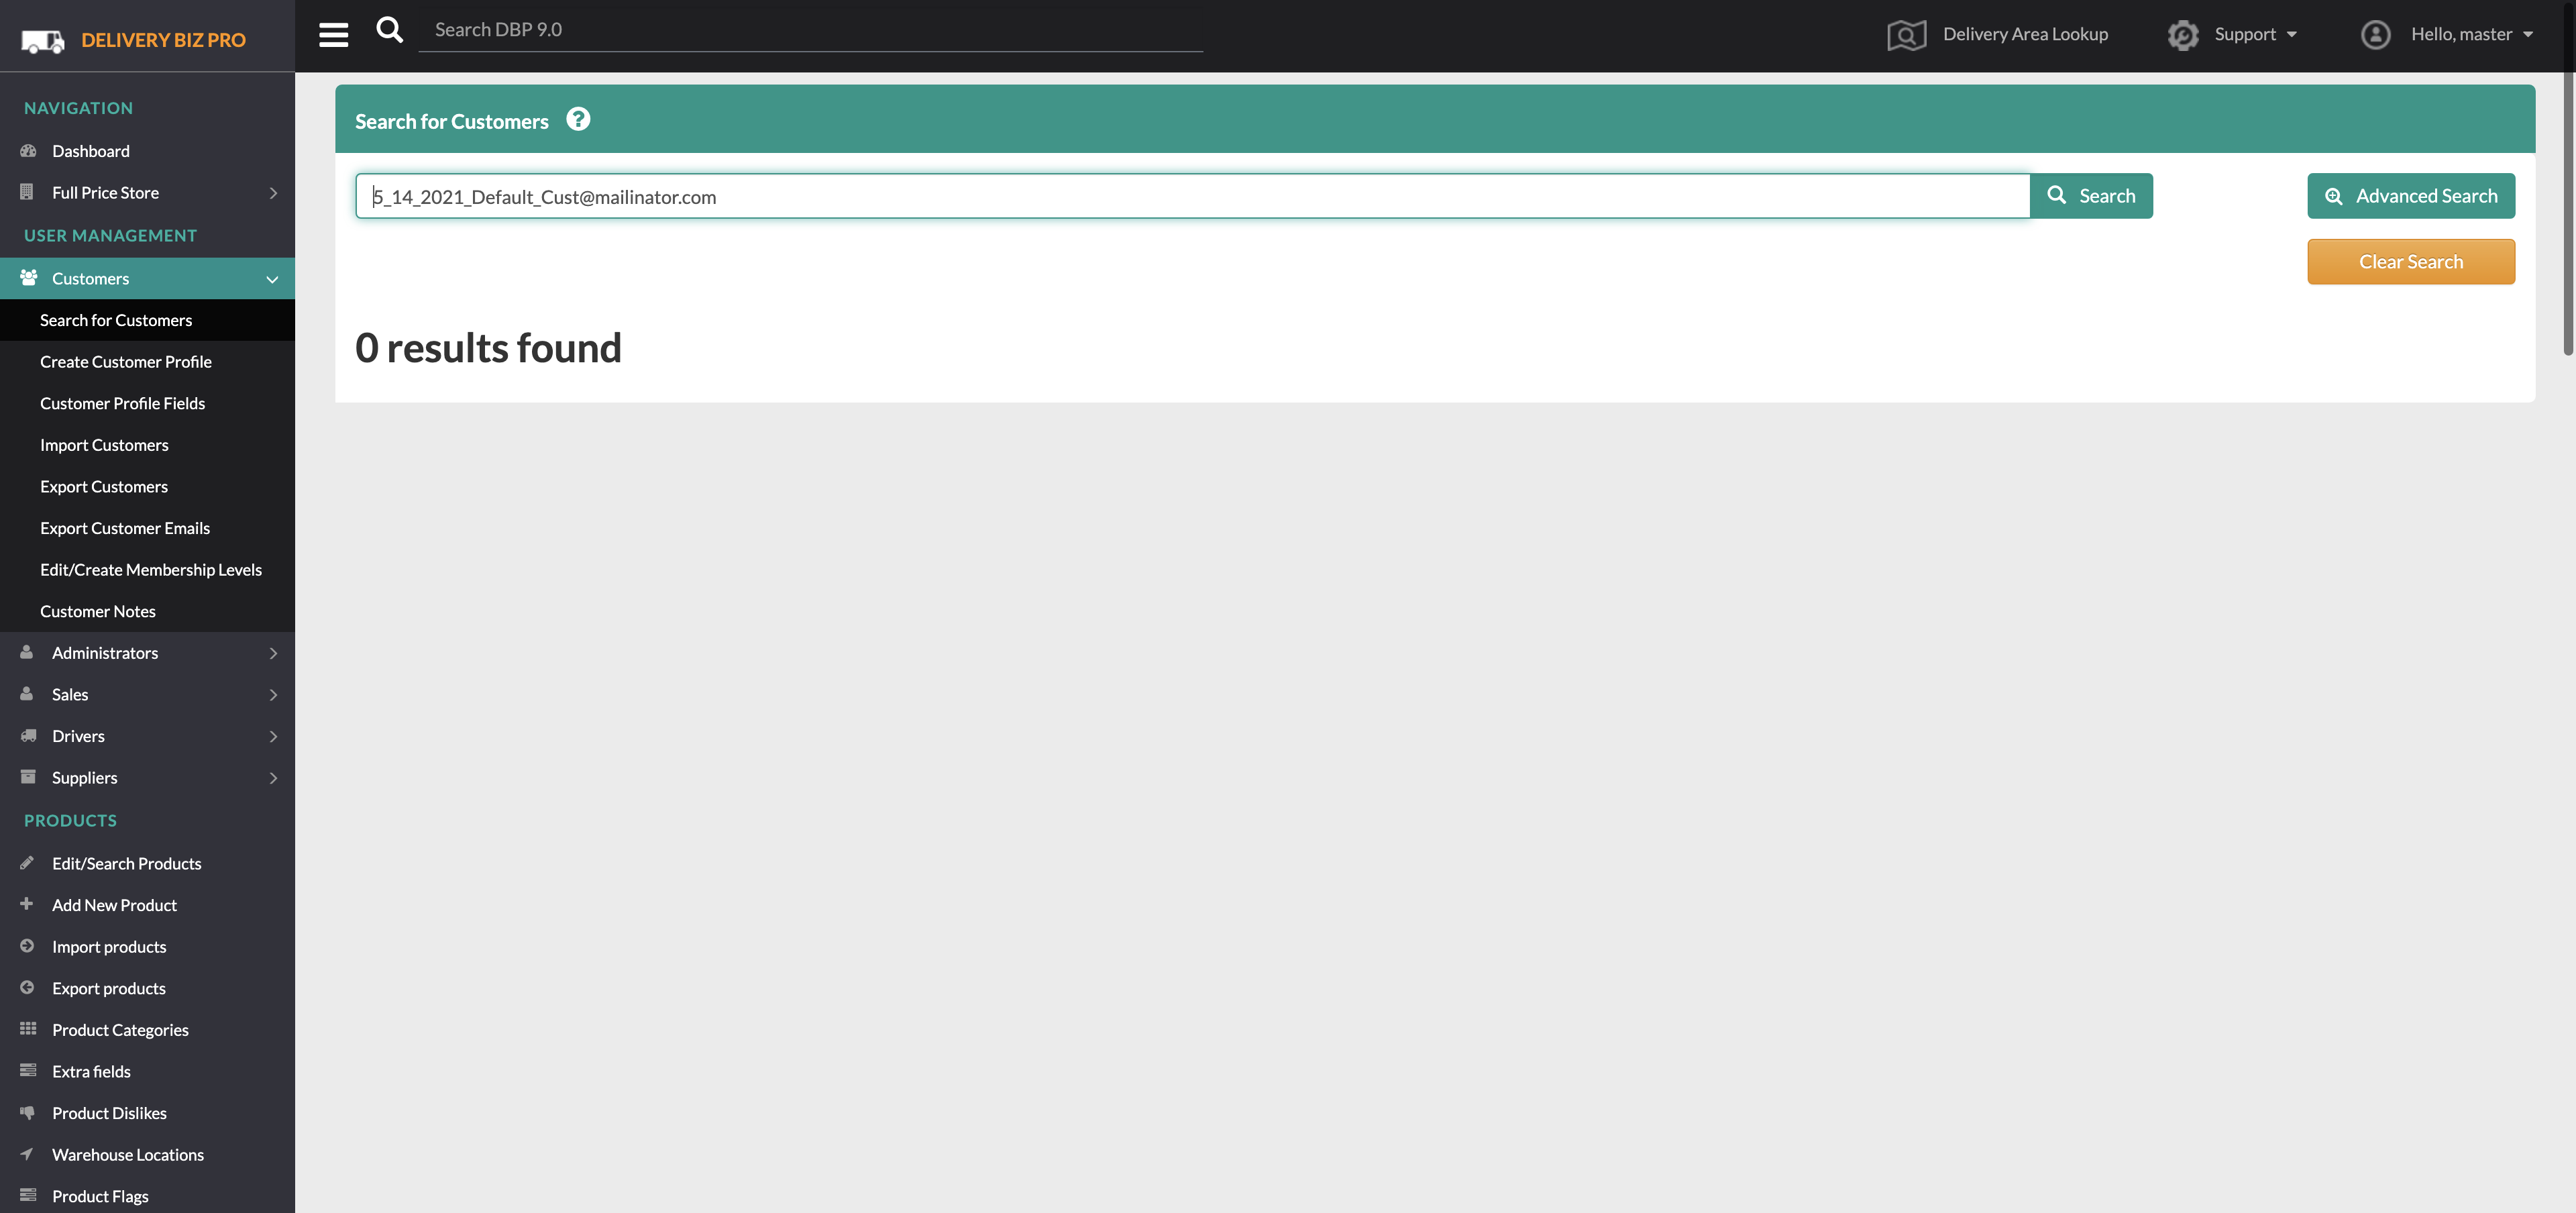 DELIVERY BIZ PRO
Search DBP 9.0
Delivery Area Lookup
Support
Hello, master
NAVIGATION
Dashboard
Full Price Store
USER MANAGEMENT
Customers
Search for Customers
Create Customer Profile
Customer Profile Fields
Import Customers
Export Customers
Export Customer Emails
Edit/Create Membership Levels
Customer Notes
Administrators
Sales
Drivers
Suppliers
PRODUCTS
Edit/Search Products
Add New Product
Import products
Export products
Product Categories
Extra fields
Product Dislikes
Warehouse Locations
Product Flags
Search for Customers ?
5_14_2021_Default_Cust@mailinator.com
Search
Advanced Search
Clear Search
0 results found